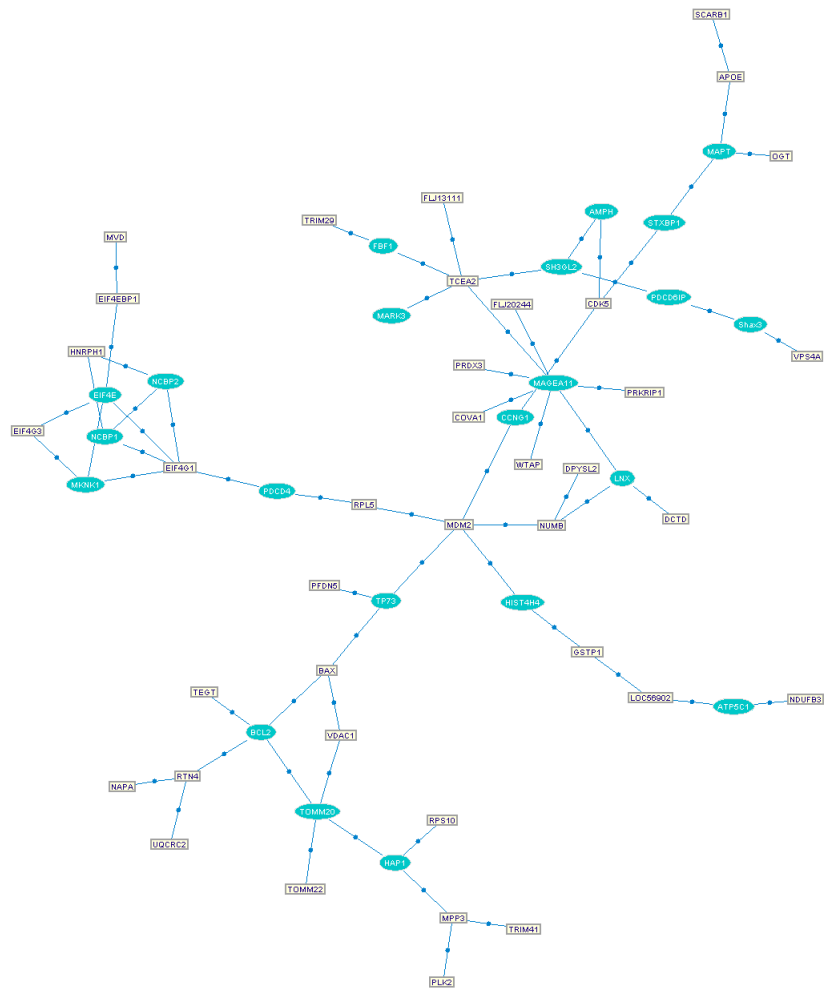 SCARB1
APOE
MAPT
OGT
FLJ13111
AMPH
TRIM29
STXBP1
MVD
FBF1
SH3GL2
TCEA2
EIF4EBP1
FLJ20244
CDK5
PDCD6IP
MARK3
Shax3
HNRPH1
VPS4A
PRDX3
NCBP2
MAGEA11
PRKRIP1
EIF4E
COVA1
CCNG1
EIF4G3
NCBP1
WTAP
EIF4G1
DPYSL2
LNX
MKNK1
PDCD4
RPL5
DCTD
MDM2
NUMB
PFDN5
TP73
HIST4H4
GSTP1
BAX
TEGT
LOC56902
NDUFB3
ATP5C1
BCL2
VDAC1
RTN4
NAPA
TOMM20
RPS10
UQCRC2
HAP1
TOMM22
MPP3
TRIM41
PLK2